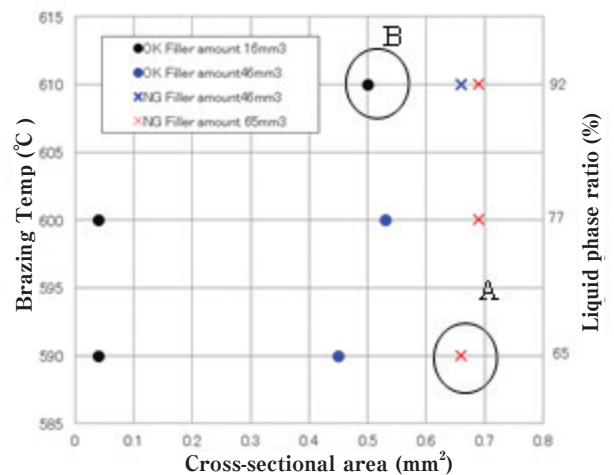 615
610
605
600
595
590
585
Brazing Temp (℃)
OK Filler amount 16mm3
OK Filler amount46mm3
NG Filler amount46mm3
NG Filler amount 65mm3
B
A
92
77
65
Liquid phase ratio (%)
0 0.1 0.2 0.3 0.4 0.5 0.6 0.7 0.8
Cross-sectional area (mm²)